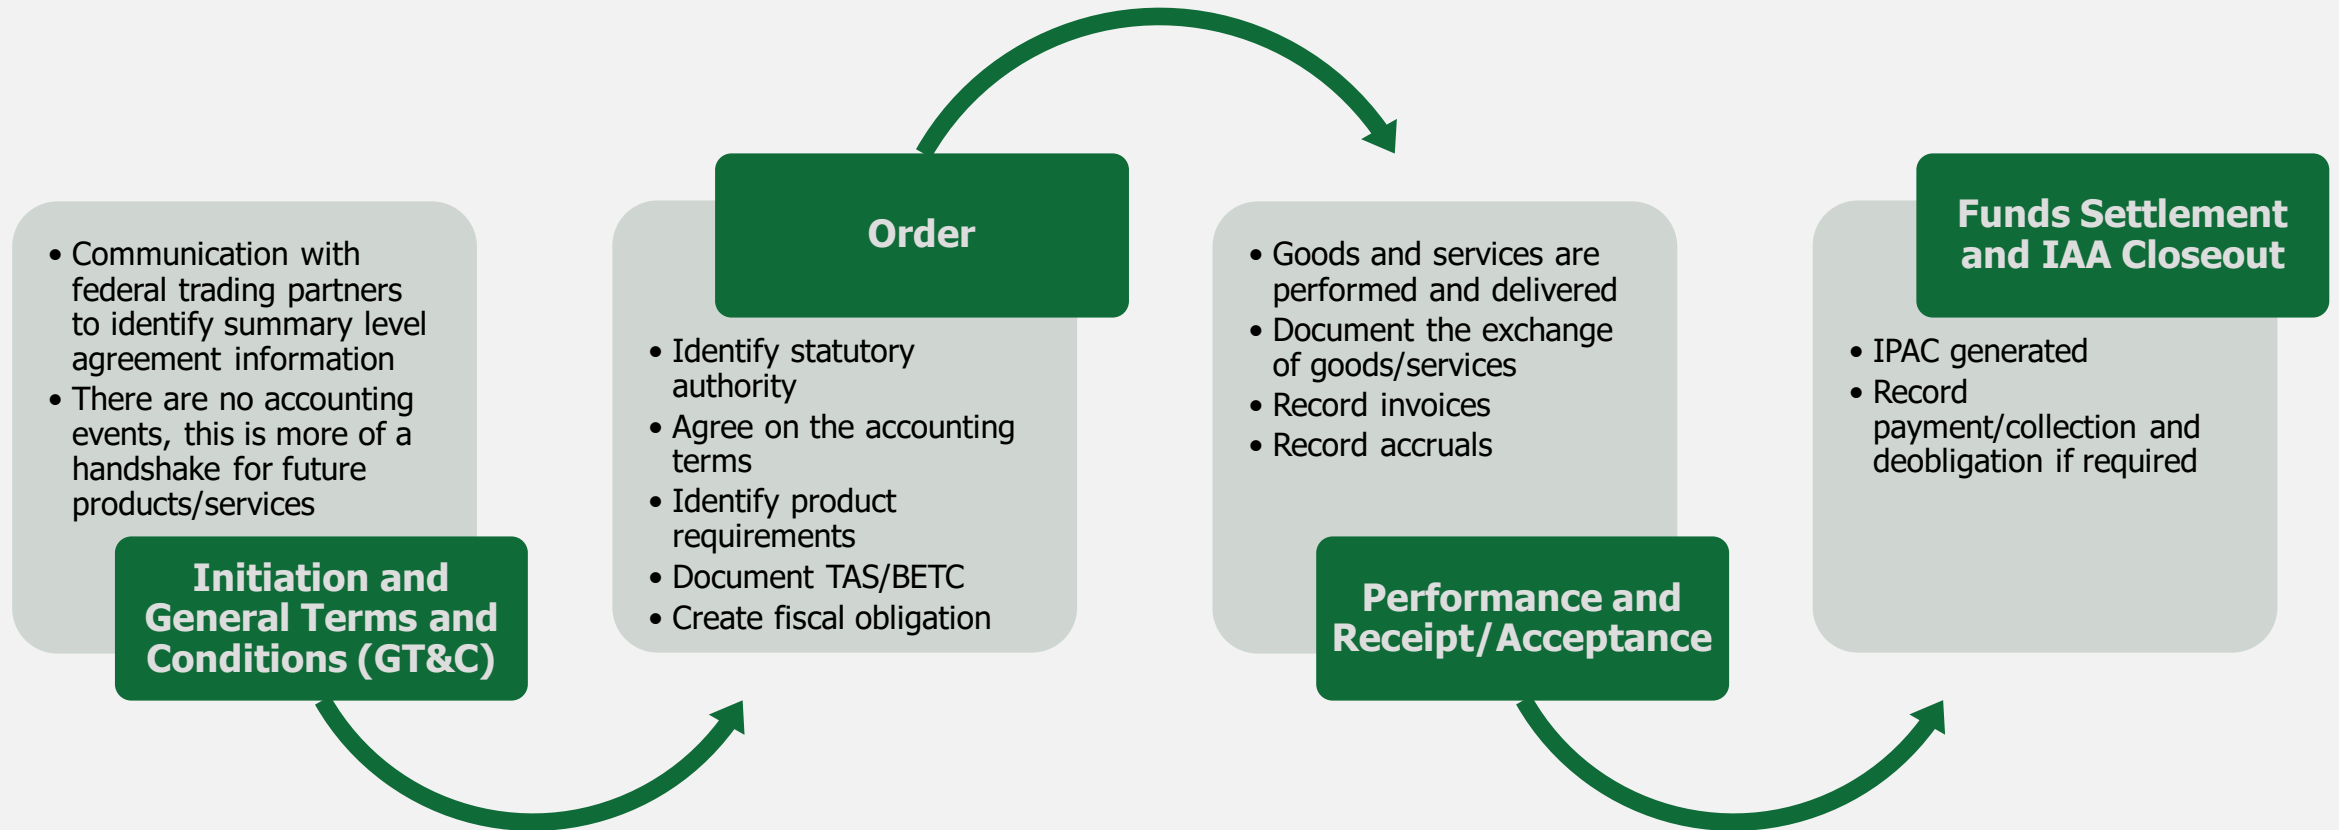 • Communication with
federal trading partners
to identify summary level
agreement information
• There are no accounting
events, this is more of a
handshake for future
products/services
Initiation and
General Terms and
Conditions (GT&C)
Order
• Identify statutory
authority
• Agree on the accounting
terms
• Identify product
requirements
• Document TAS/BETC
• Create fiscal obligation
• Goods and services are
performed and delivered
• Document the exchange
of goods/services
• Record invoices
• Record accruals
Performance and
Receipt/Acceptance
Funds Settlement
and IAA Closeout
• IPAC generated
• Record
payment/collection and
deobligation if required